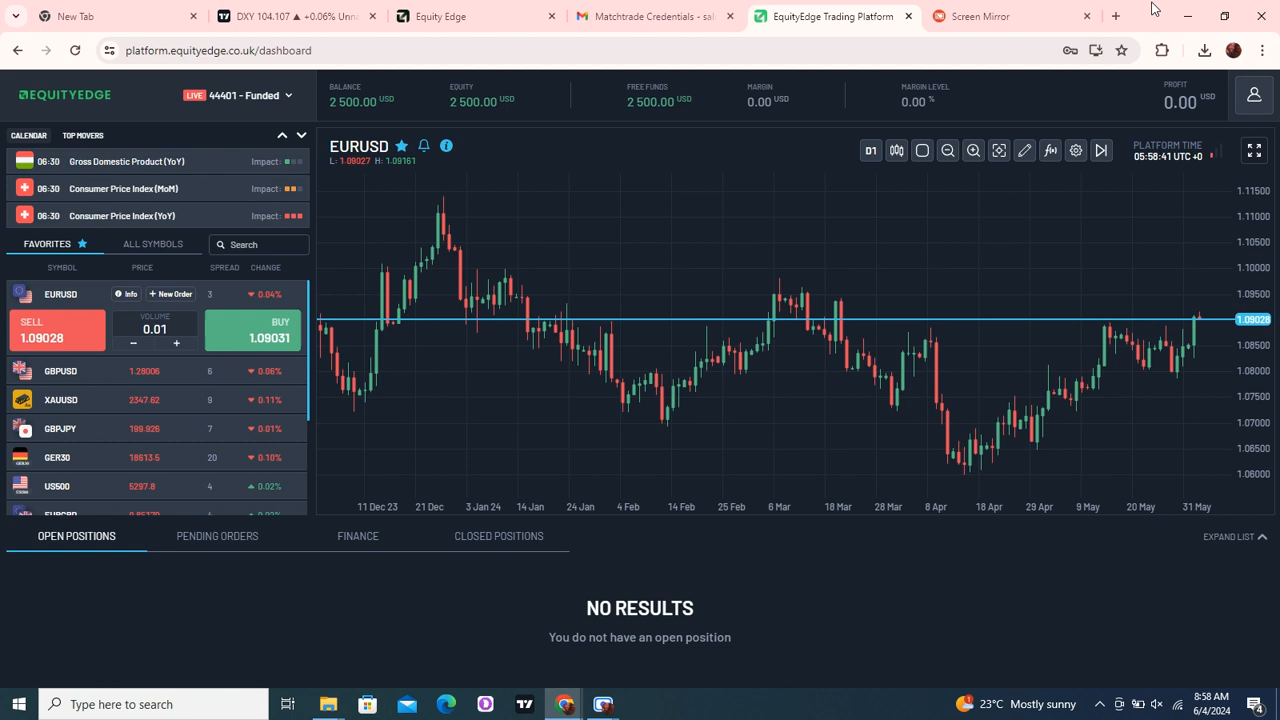 New Tab
DXY 104.107 ▲ +0.06% Unna
Equity Edge
Matchtrade Credentials - sal
EquityEdge Trading Platform
Screen Mirror
platform.equityedge.co.uk/dashboard
EQUITYEDGE
LIVE 44401 - Funded
BALANCE
2 500.00 USD
EQUITY
2 500.00 USD
FREE FUNDS
2 500.00 USD
MARGIN
0.00 USD
MARGIN LEVEL
0.00 %
PROFIT
0.00 USD
CALENDAR TOP MOVERS
06:30 Gross Domestic Product (YoY) Impact:
06:30 Consumer Price Index (MoM) Impact:
06:30 Consumer Price Index (YoY) Impact:
FAVORITES ALL SYMBOLS Search
SYMBOL PRICE SPREAD CHANGE
EURUSD Info + New Order 3 ▼ 0.04%
SELL
1.09028
VOLUME
0.01
− +
BUY
1.09031
GBPUSD 1.28006 6 ▼ 0.06%
XAUUSD 2347.62 9 ▼ 0.11%
GBPJPY 199.926 7 ▼ 0.01%
GER30 18613.5 20 ▼ 0.10%
US500 5297.8 4 ▲ 0.02%
EURUSD
L: 1.09027 H: 1.09161
D1
PLATFORM TIME
05:58:41 UTC +0
1.11500
1.11000
1.10500
1.10000
1.09500
1.09028
1.08500
1.08000
1.07500
1.07000
1.06500
1.06000
11 Dec 23 21 Dec 3 Jan 24 14 Jan 24 Jan 4 Feb 14 Feb 25 Feb 6 Mar 18 Mar 28 Mar 8 Apr 18 Apr 29 Apr 9 May 20 May 31 May
OPEN POSITIONS PENDING ORDERS FINANCE CLOSED POSITIONS EXPAND LIST
NO RESULTS
You do not have an open position
Type here to search
23°C Mostly sunny
8:58 AM
6/4/2024
4